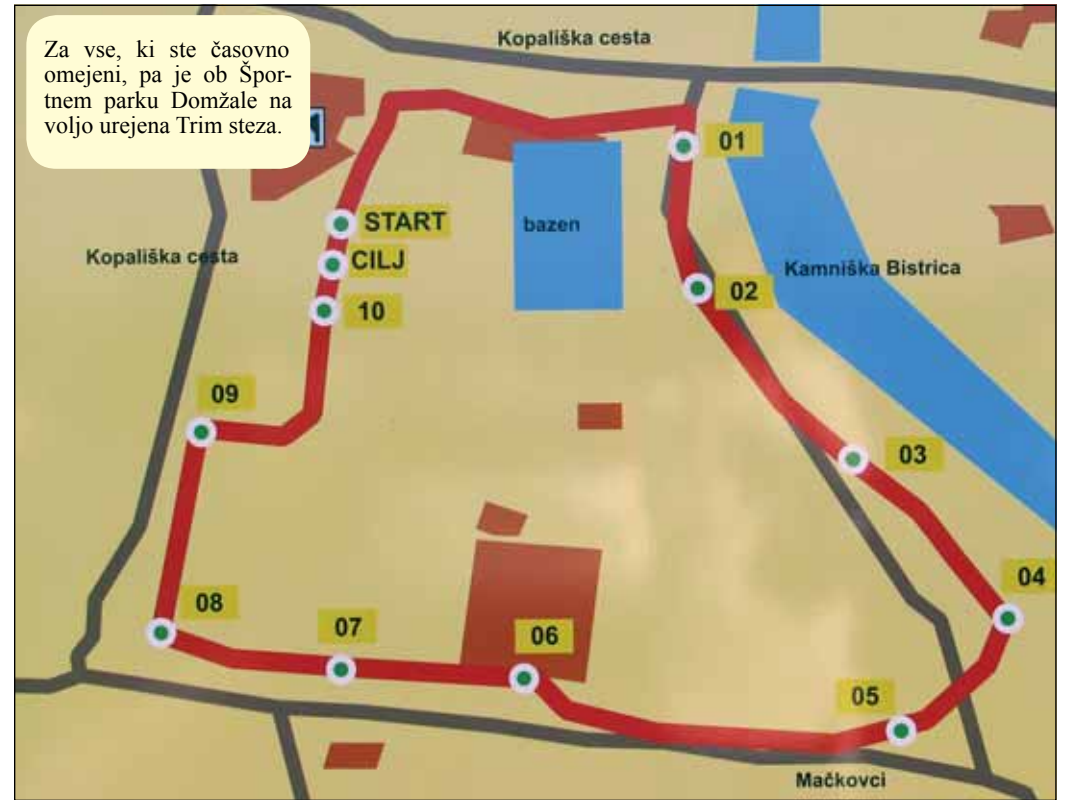 Za vse, ki ste časovno
omejeni, pa je ob Špor-
tnem parku Domžale na
voljo urejena Trim steza.
Kopališka cesta
01
START
bazen
Kopališka cesta
CILJ
Kamniška Bistrica
02
10
09
03
04
08
07
06
05
Mačkovci